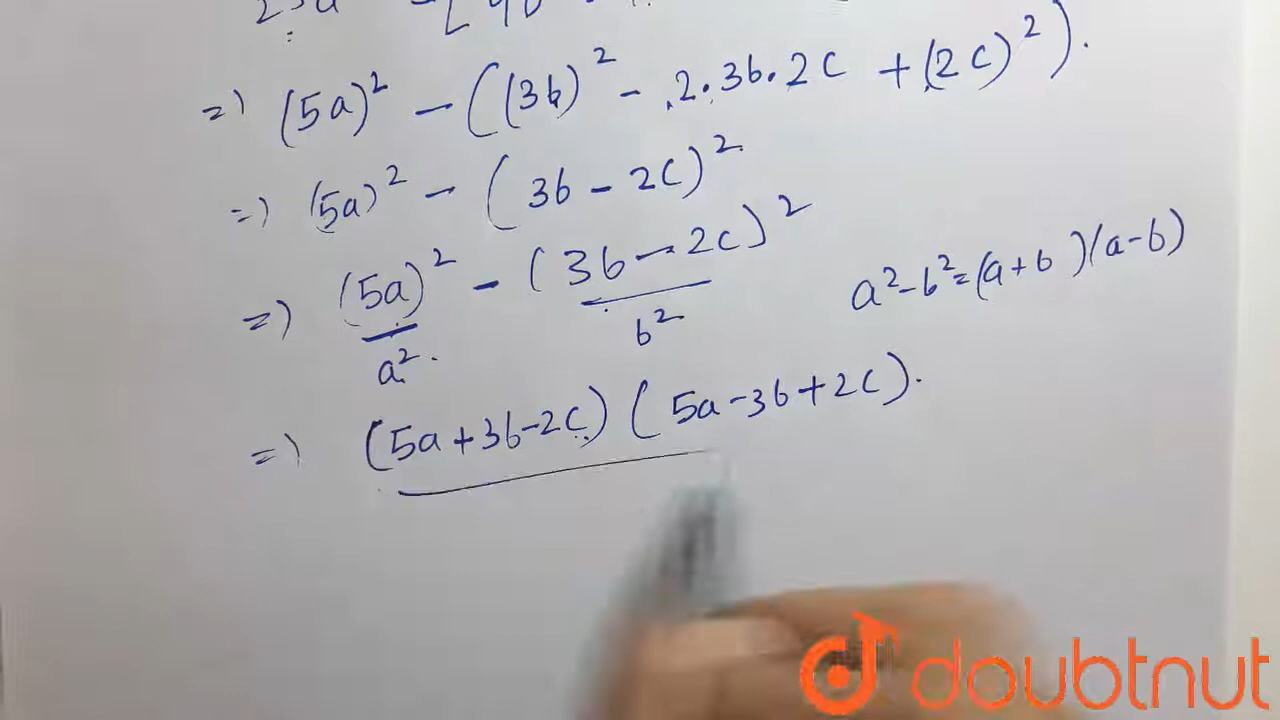 =) (5a)² - ((3b)² - 2.3b.2c + (2c)²).
=) (5a)² - (3b - 2c)²
=) (5a)² - (3b - 2c)²
a². b²
a²-b²=(a+b)(a-b)
=) (5a+3b-2c) (5a-3b+2c).
doubtnut